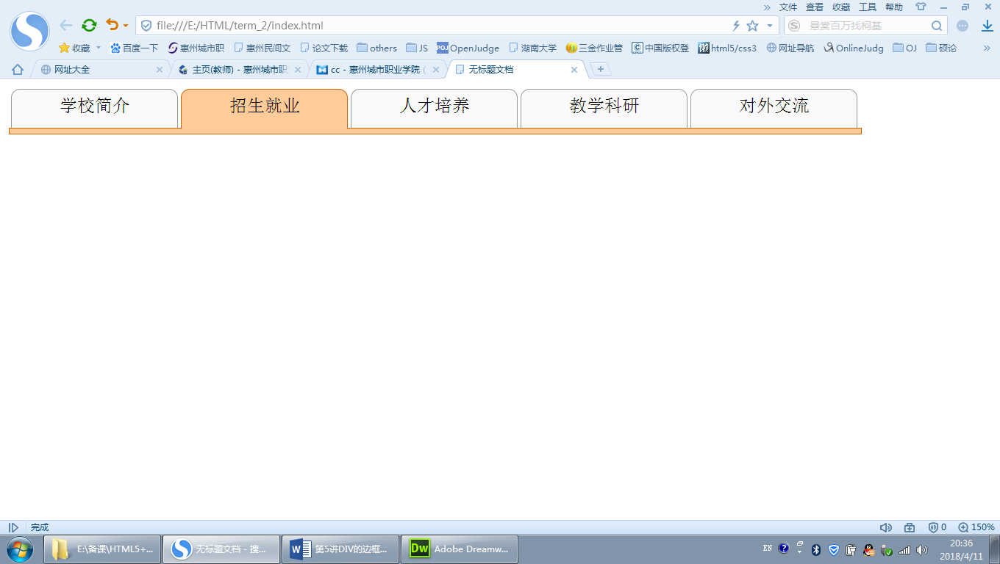 » 文件 查看 收藏 工具 帮助
file:///E:/HTML/term_2/index.html
悬赏百万找柯基
收藏 百度一下 惠州城市职 惠州民间文 论文下载 others JS POJ OpenJudge 湖南大学 三金作业管 中国版权登 html5/css3 网址导航 OnlineJudg OJ 硕论 »
网址大全 主页(教师) - 惠州城市职 cc - 惠州城市职业学院 ( 无标题文档
学校简介 招生就业 人才培养 教学科研 对外交流
完成 0 150%
E:\备课\HTML5+... 无标题文档 - 搜... 第5讲DIV的边框... Dw Adobe Dreamw... EN 20:36
2018/4/11